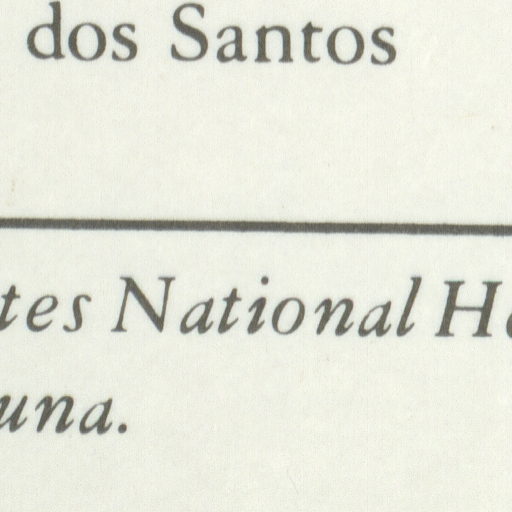 dos Santos
tes National H
una.